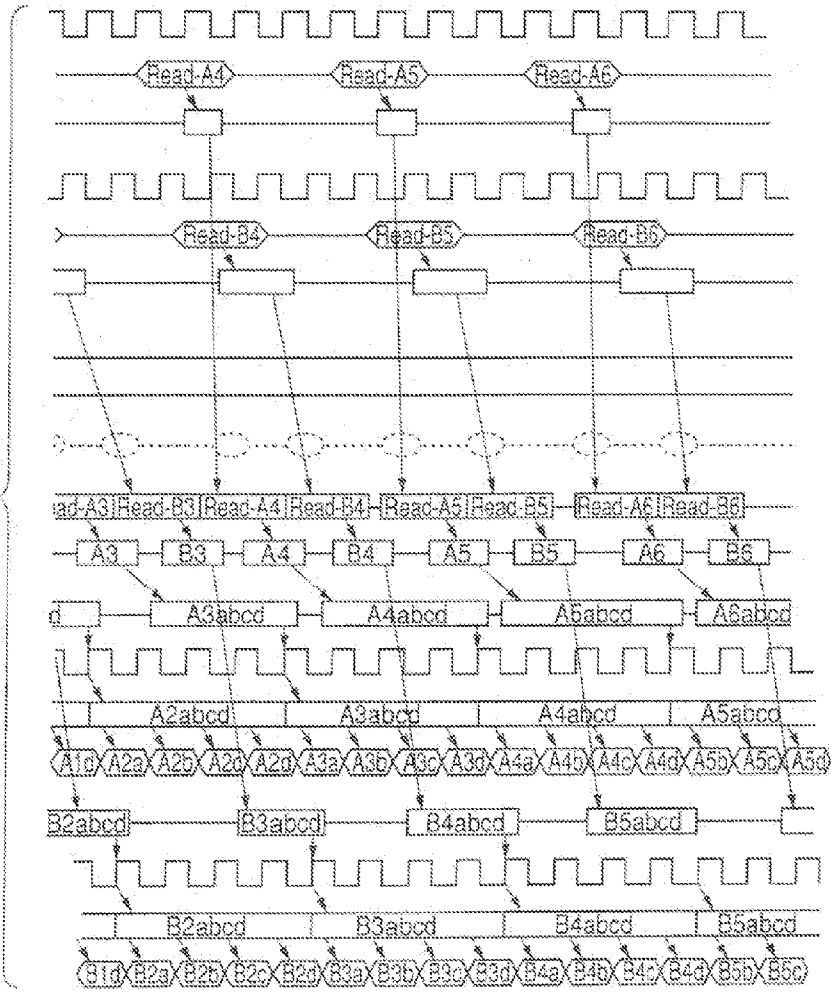 Read-A4 Read-A5 Read-A6
Read-B4 Read-B5 Read-B6
ead-A3 Read-B3 Read-A4 Read-B4 Read-A5 Read-B5 Read-A6 Read-B6
A3 B3 A4 B4 A5 B5 A6 B6
d A3abcd A4abcd A5abcd A6abcd
A2abcd A3abcd A4abcd A5abcd
A1d A2a A2b A2c A2d A3a A3b A3c A3d A4a A4b A4c A4d A5b A5c A5d
B2abcd B3abcd B4abcd B5abcd
B2abcd B3abcd B4abcd B5abcd
B1d B2a B2b B2c B2d B3a B3b B3c B3d B4a B4b B4c B4d B5b B5c